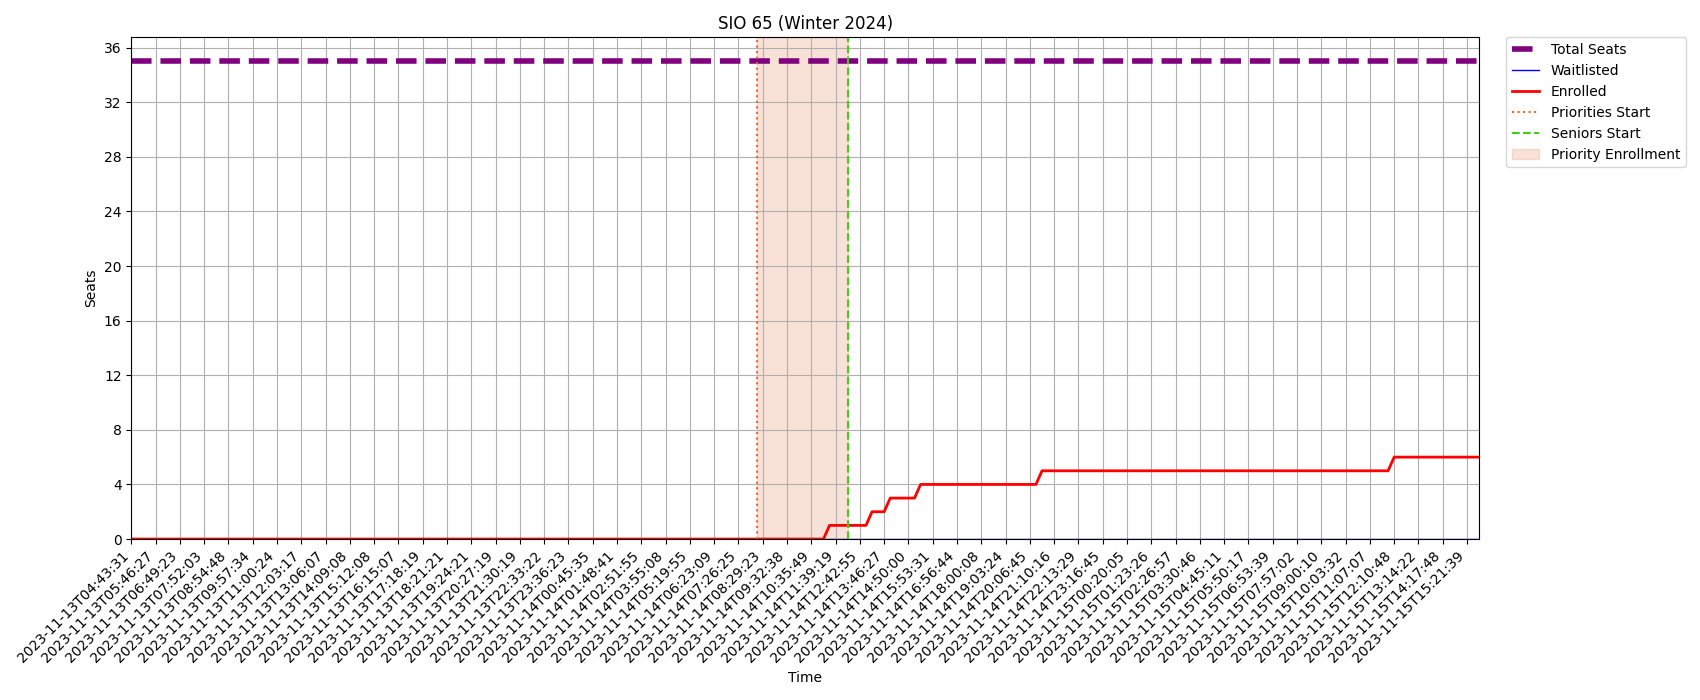 SIO 65 (Winter 2024)
Total Seats
Waitlisted
Enrolled
Priorities Start
Seniors Start
Priority Enrollment
36
32
28
24
20
16
12
8
4
0
Seats
2023-11-13T04:43:31
2023-11-13T05:46:27
2023-11-13T06:49:23
2023-11-13T07:52:03
2023-11-13T08:54:48
2023-11-13T09:57:34
2023-11-13T11:00:24
2023-11-13T12:03:17
2023-11-13T13:06:07
2023-11-13T14:09:08
2023-11-13T15:12:08
2023-11-13T16:15:07
2023-11-13T17:18:19
2023-11-13T18:21:21
2023-11-13T19:24:21
2023-11-13T20:27:19
2023-11-13T21:30:19
2023-11-13T22:33:22
2023-11-13T23:36:23
2023-11-14T00:45:35
2023-11-14T01:48:41
2023-11-14T02:51:55
2023-11-14T03:55:08
2023-11-14T05:19:55
2023-11-14T06:23:09
2023-11-14T07:26:25
2023-11-14T08:29:23
2023-11-14T09:32:38
2023-11-14T10:35:49
2023-11-14T11:39:19
2023-11-14T12:42:55
2023-11-14T13:46:27
2023-11-14T14:50:00
2023-11-14T15:53:31
2023-11-14T16:56:44
2023-11-14T18:00:08
2023-11-14T19:03:24
2023-11-14T20:06:45
2023-11-14T21:10:16
2023-11-14T22:13:29
2023-11-14T23:16:45
2023-11-15T00:20:05
2023-11-15T01:23:26
2023-11-15T02:26:57
2023-11-15T03:30:46
2023-11-15T04:45:11
2023-11-15T05:50:17
2023-11-15T06:53:39
2023-11-15T07:57:02
2023-11-15T09:00:10
2023-11-15T10:03:32
2023-11-15T11:07:07
2023-11-15T12:10:48
2023-11-15T13:14:22
2023-11-15T14:17:48
2023-11-15T15:21:39
Time